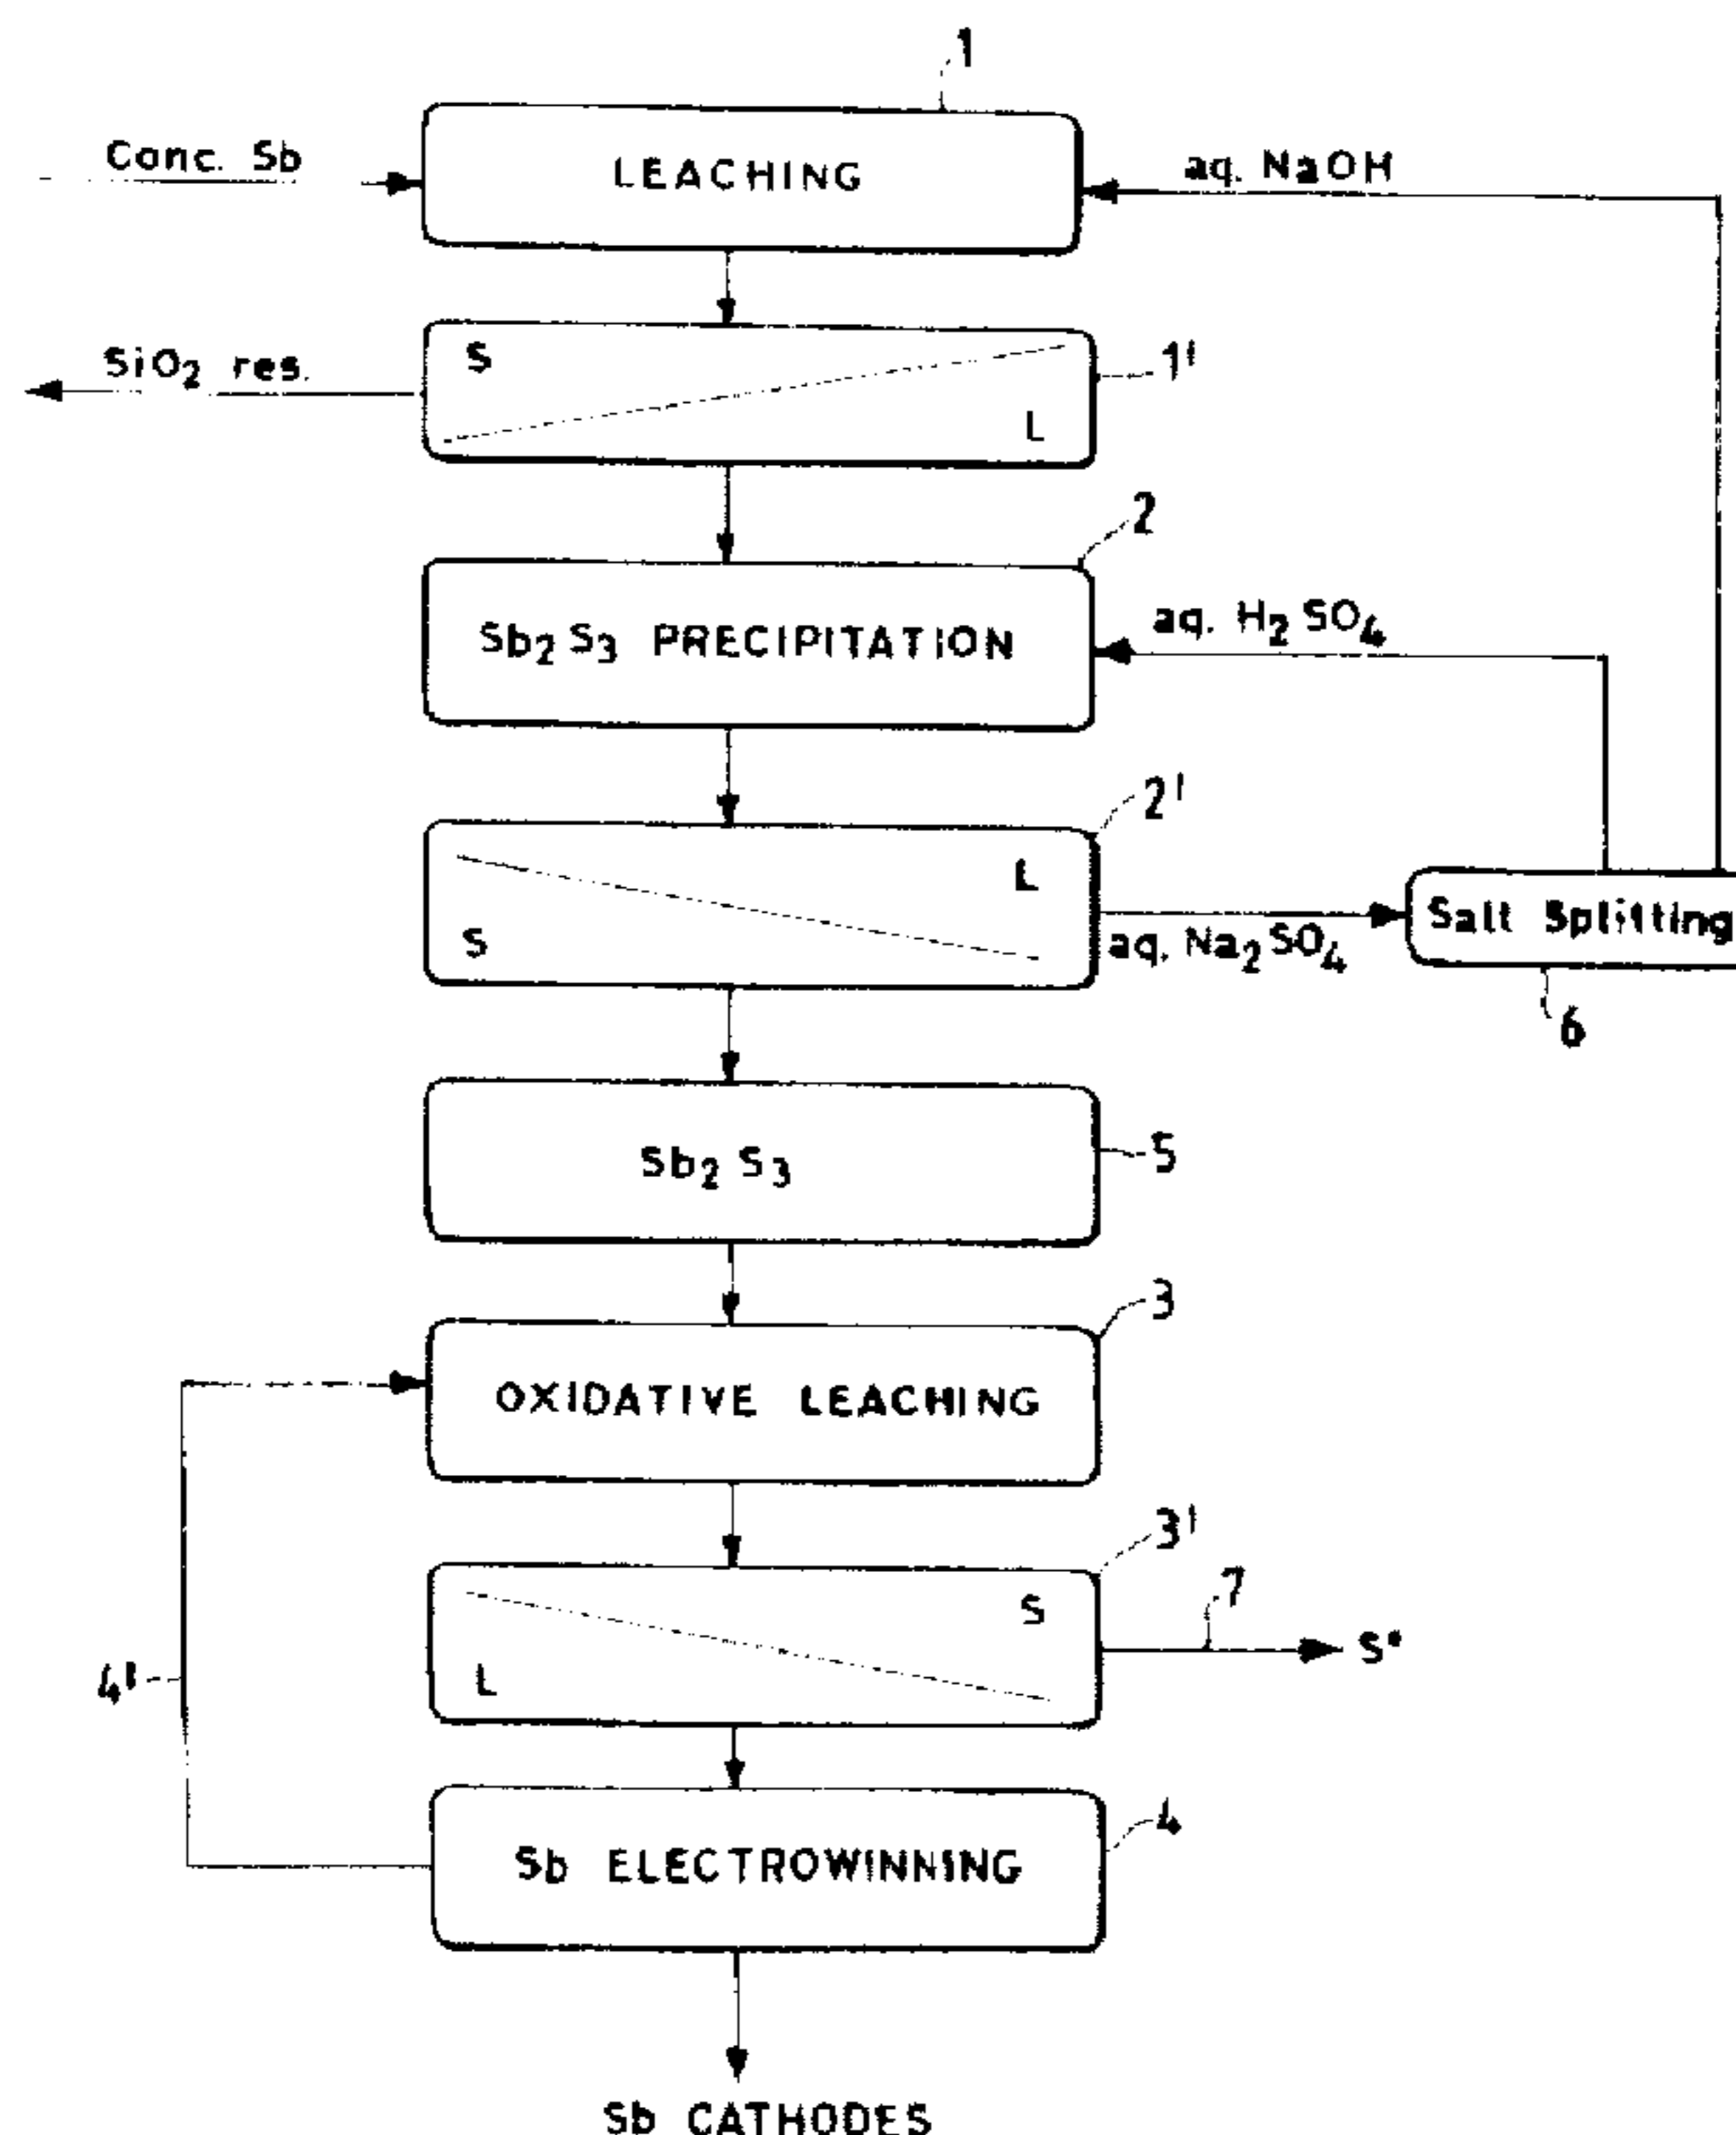 1
Conc. Sb
LEACHING
aq. NaOH
SiO2 res.
S
L
1'
2
Sb2S3 PRECIPITATION
aq. H2SO4
2'
L
S
aq. Na2SO4
Salt Splitting
6
Sb2S3
5
3
OXIDATIVE LEACHING
3'
S
L
7
S°
4'
Sb ELECTROWINNING
4
Sb CATHODES